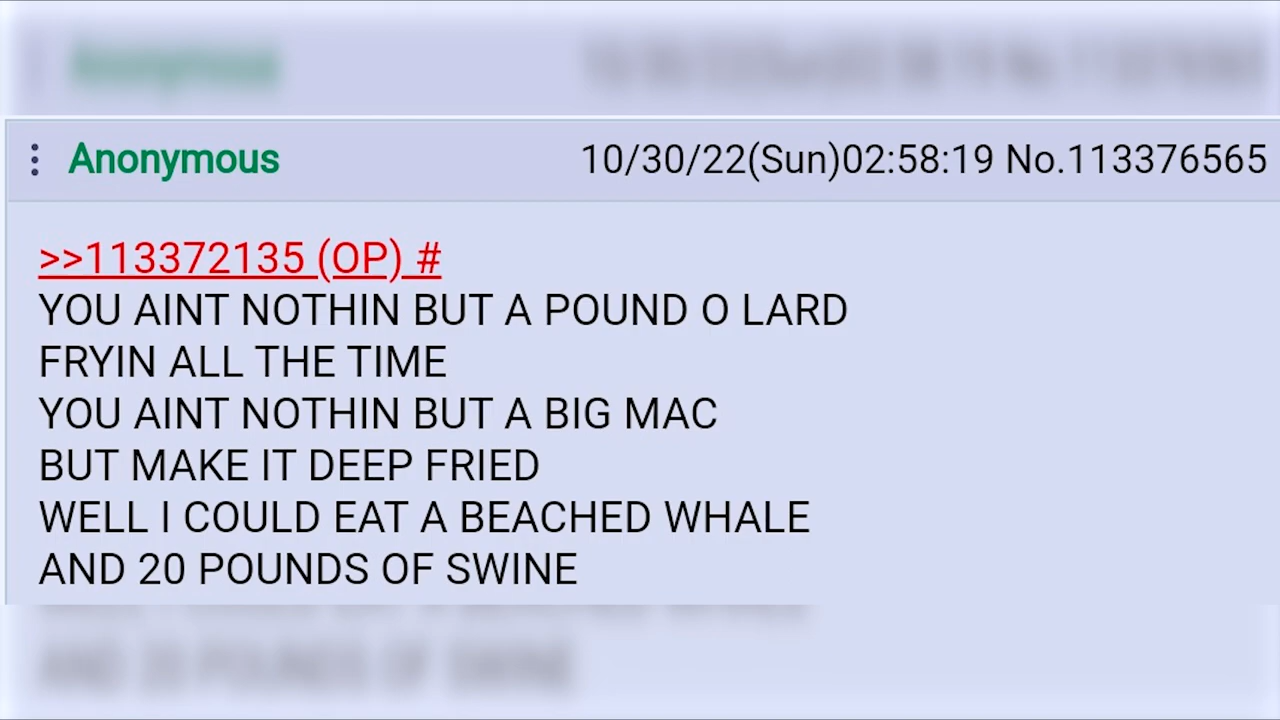 Anonymous 10/30/22(Sun)02:58:19 No.113376565
>>113372135 (OP) #
YOU AINT NOTHIN BUT A POUND O LARD
FRYIN ALL THE TIME
YOU AINT NOTHIN BUT A BIG MAC
BUT MAKE IT DEEP FRIED
WELL I COULD EAT A BEACHED WHALE
AND 20 POUNDS OF SWINE